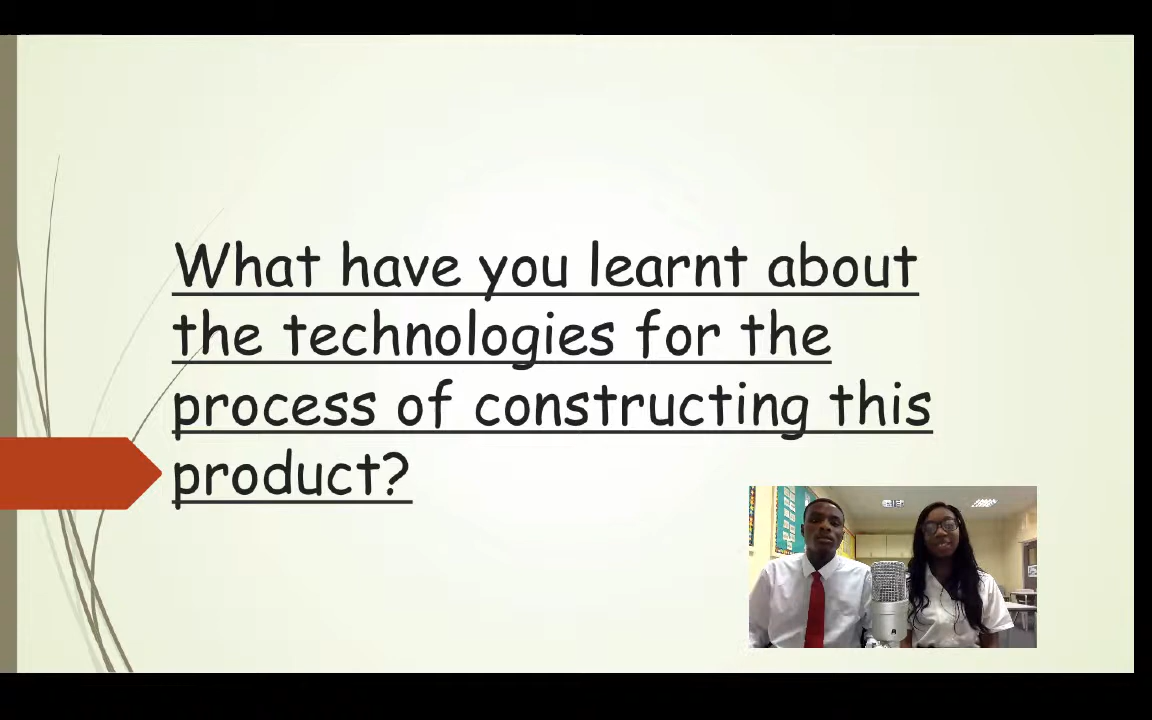 What have you learnt about
the technologies for the
process of constructing this
product?